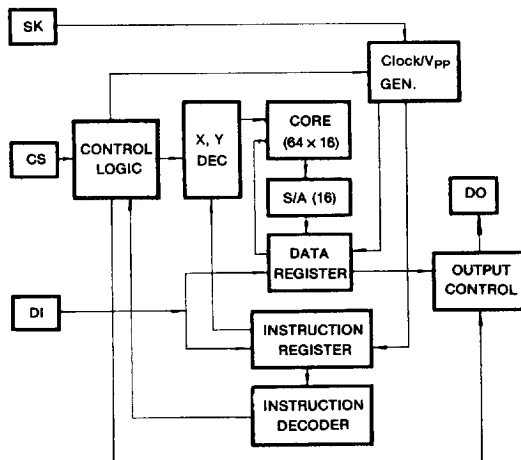 SK
Clock/VPP
GEN.
CORE
(64 × 16)
X, Y
DEC
CONTROL
LOGIC
CS
S/A (16)
DO
DATA
REGISTER
OUTPUT
CONTROL
DI
INSTRUCTION
REGISTER
INSTRUCTION
DECODER